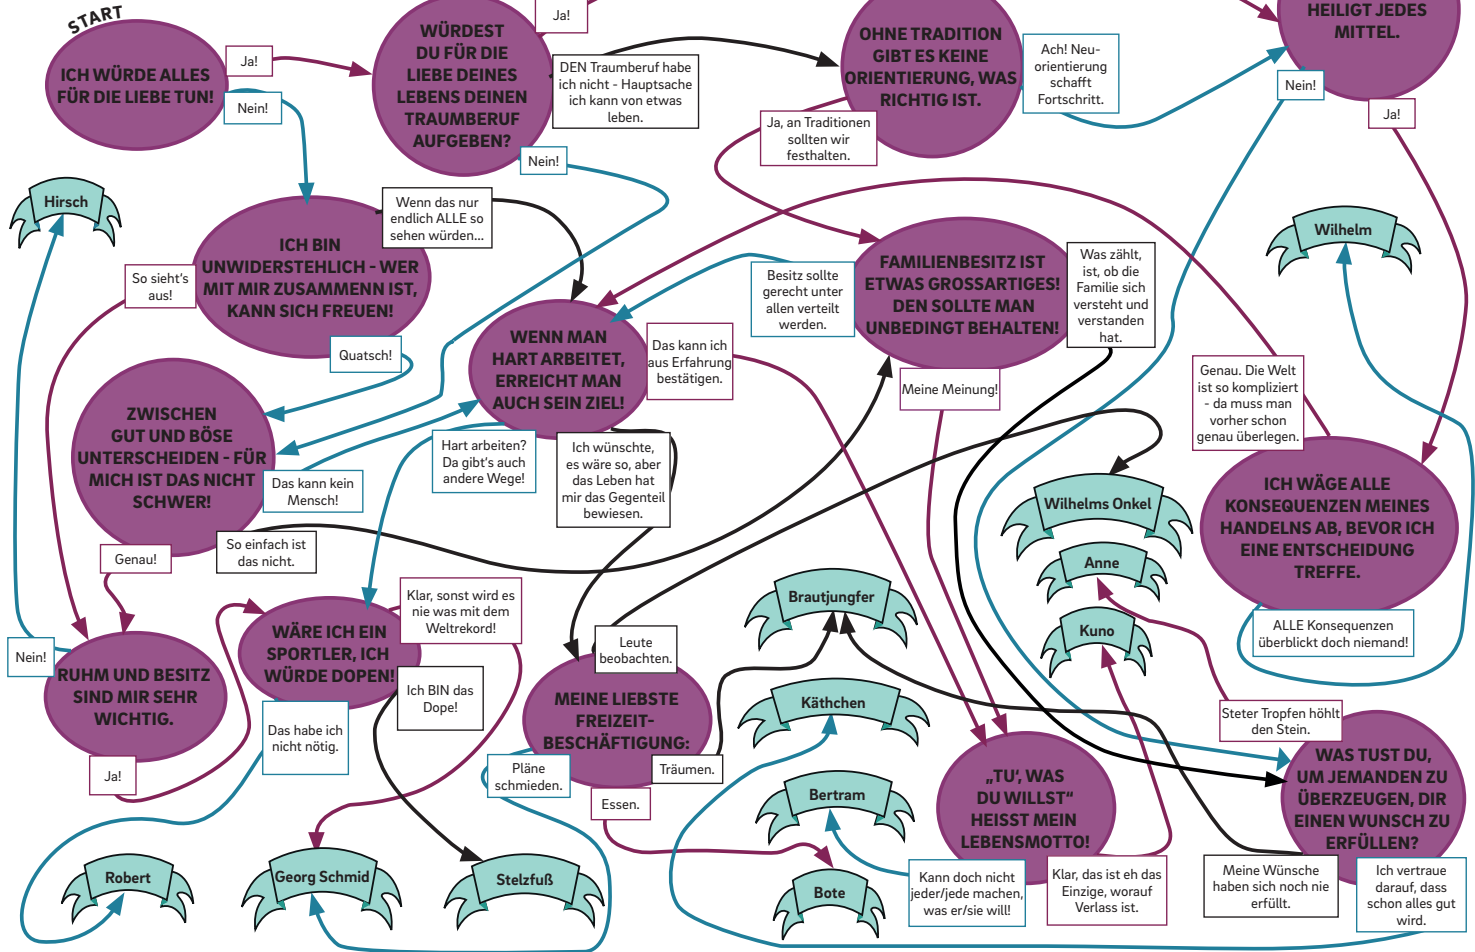 START
ICH WÜRDE ALLES
FÜR DIE LIEBE TUN!
Ja!
Nein!
WÜRDEST
DU FÜR DIE
LIEBE DEINES
LEBENS DEINEN
TRAUMBERUF
AUFGEBEN?
Ja!
DEN Traumberuf habe
ich nicht - Hauptsache
ich kann von etwas
leben.
Nein!
OHNE TRADITION
GIBT ES KEINE
ORIENTIERUNG, WAS
RICHTIG IST.
Ach! Neu-
orientierung
schafft
Fortschritt.
Ja, an Traditionen
sollten wir
festhalten.
HEILIGT JEDES
MITTEL.
Nein!
Ja!
Hirsch
Wenn das nur
endlich ALLE so
sehen würden...
ICH BIN
UNWIDERSTEHLICH - WER
MIT MIR ZUSAMMENN IST,
KANN SICH FREUEN!
So sieht's
aus!
Quatsch!
FAMILIENBESITZ IST
ETWAS GROSSARTIGES!
DEN SOLLTE MAN
UNBEDINGT BEHALTEN!
Besitz sollte
gerecht unter
allen verteilt
werden.
Was zählt,
ist, ob die
Familie sich
versteht und
verstanden
hat.
Meine Meinung!
Wilhelm
WENN MAN
HART ARBEITET,
ERREICHT MAN
AUCH SEIN ZIEL!
Das kann ich
aus Erfahrung
bestätigen.
Hart arbeiten?
Da gibt's auch
andere Wege!
Ich wünschte,
es wäre so, aber
das Leben hat
mir das Gegenteil
bewiesen.
ZWISCHEN
GUT UND BÖSE
UNTERSCHEIDEN - FÜR
MICH IST DAS NICHT
SCHWER!
Das kann kein
Mensch!
So einfach ist
das nicht.
Genau!
Genau. Die Welt
ist so kompliziert
- da muss man
vorher schon
genau überlegen.
ICH WÄGE ALLE
KONSEQUENZEN MEINES
HANDELNS AB, BEVOR ICH
EINE ENTSCHEIDUNG
TREFFE.
ALLE Konsequenzen
überblickt doch niemand!
Wilhelms Onkel
Anne
Kuno
Brautjungfer
Käthchen
Bertram
Bote
Nein!
RUHM UND BESITZ
SIND MIR SEHR
WICHTIG.
Ja!
WÄRE ICH EIN
SPORTLER, ICH
WÜRDE DOPEN!
Klar, sonst wird es
nie was mit dem
Weltrekord!
Ich BIN das
Dope!
Das habe ich
nicht nötig.
Leute
beobachten.
MEINE LIEBSTE
FREIZEIT-
BESCHÄFTIGUNG:
Pläne
schmieden.
Träumen.
Essen.
„TU', WAS
DU WILLST“
HEISST MEIN
LEBENSMOTTO!
Kann doch nicht
jeder/jede machen,
was er/sie will!
Klar, das ist eh das
Einzige, worauf
Verlass ist.
Steter Tropfen höhlt
den Stein.
WAS TUST DU,
UM JEMANDEN ZU
ÜBERZEUGEN, DIR
EINEN WUNSCH ZU
ERFÜLLEN?
Meine Wünsche
haben sich noch nie
erfüllt.
Ich vertraue
darauf, dass
schon alles gut
wird.
Robert
Georg Schmid
Stelzfuß